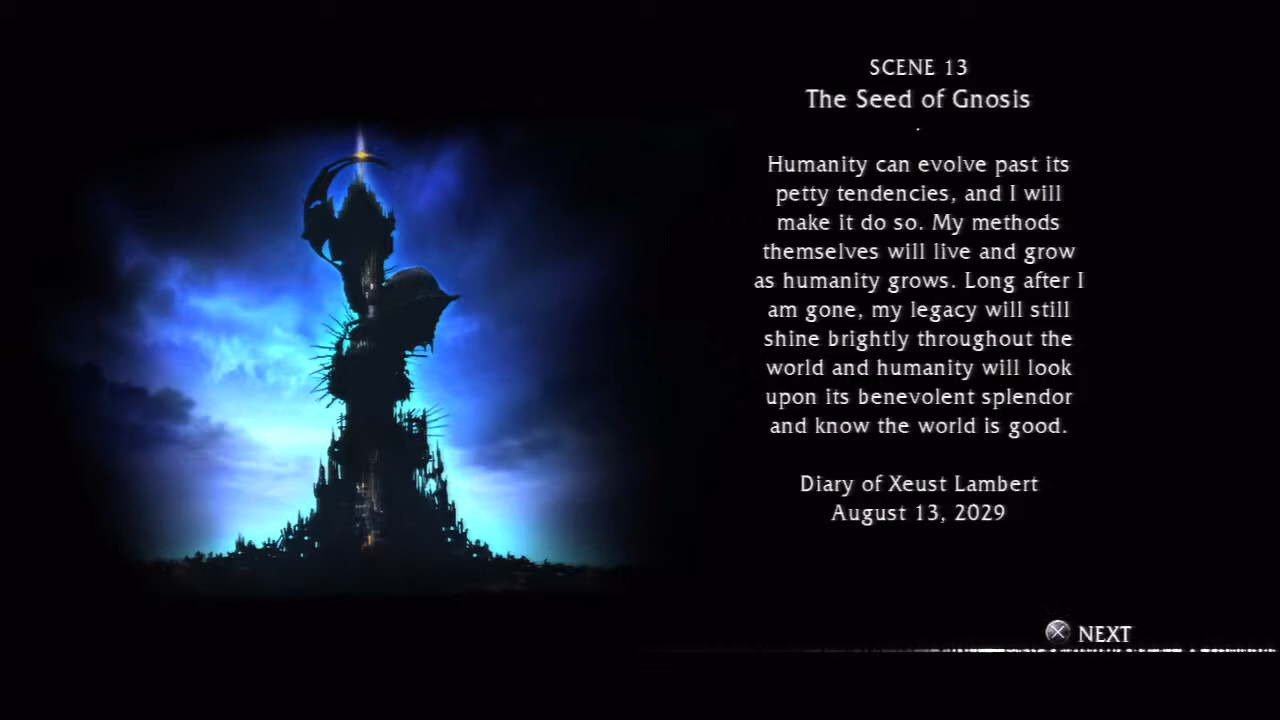 SCENE 13
The Seed of Gnosis
.
Humanity can evolve past its
petty tendencies, and I will
make it do so. My methods
themselves will live and grow
as humanity grows. Long after I
am gone, my legacy will still
shine brightly throughout the
world and humanity will look
upon its benevolent splendor
and know the world is good.
Diary of Xeust Lambert
August 13, 2029
NEXT